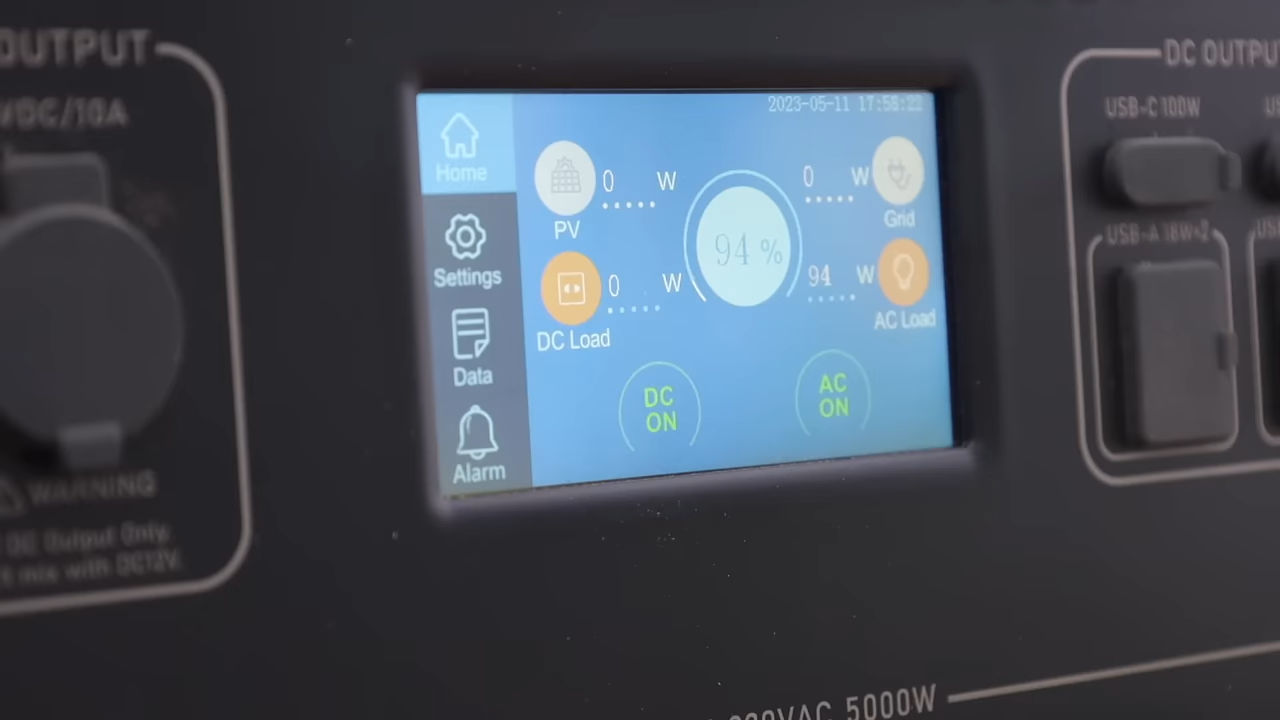 OUTPUT
VDC/10A
WARNING
DC Output Only.
mix with DC12V.
2023-05-11 17:58:22
Home
Settings
Data
Alarm
PV
0 W
DC Load
0 W
94 %
0 W
Grid
94 W
AC Load
DC
ON
AC
ON
DC OUTPU
USB-C 100W
USB-A 18W×2
VAC 5000W